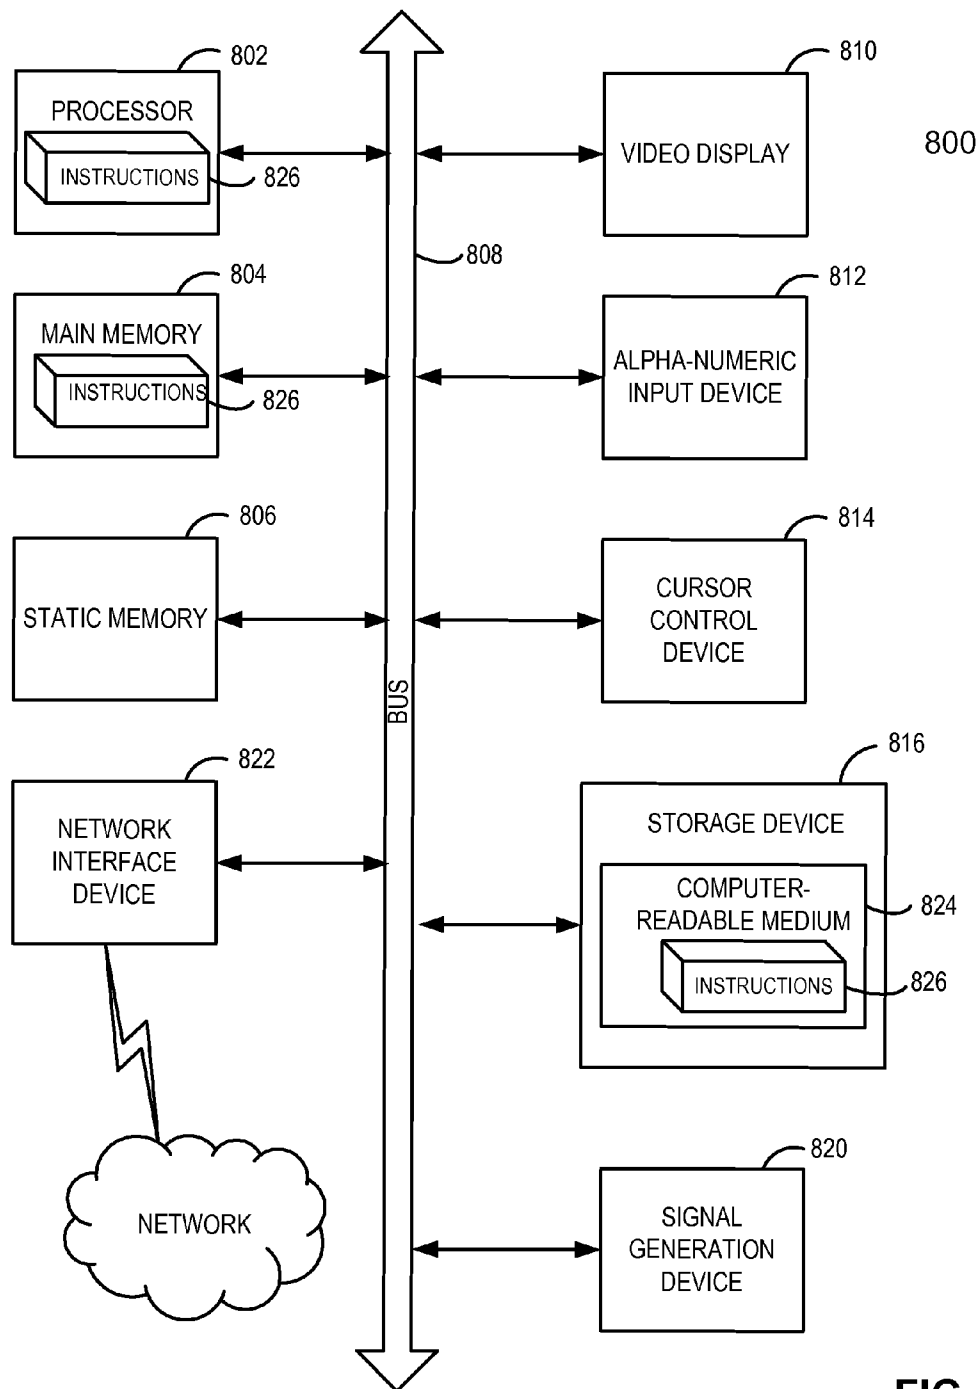 802
PROCESSOR
INSTRUCTIONS
826
810
VIDEO DISPLAY
800
808
804
MAIN MEMORY
INSTRUCTIONS
826
812
ALPHA-NUMERIC
INPUT DEVICE
806
STATIC MEMORY
814
CURSOR
CONTROL
DEVICE
BUS
822
NETWORK
INTERFACE
DEVICE
816
STORAGE DEVICE
COMPUTER-
READABLE MEDIUM
824
INSTRUCTIONS
826
NETWORK
820
SIGNAL
GENERATION
DEVICE
FIG